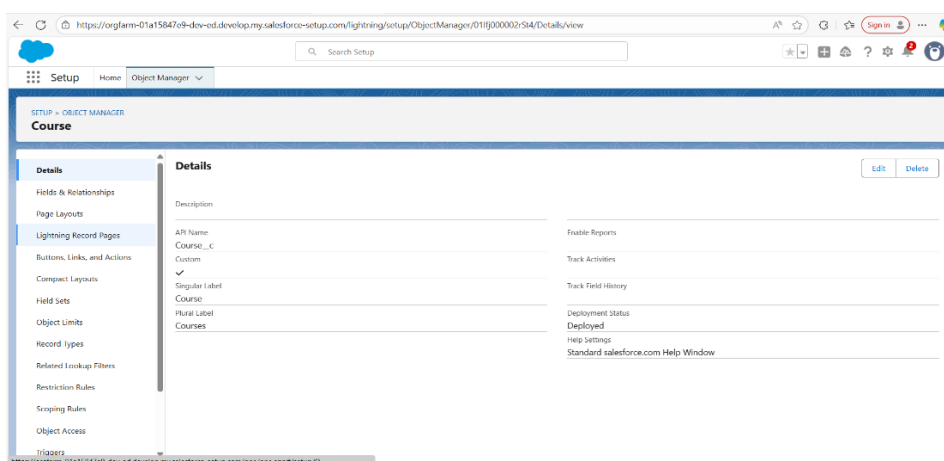 https://orgfarm-01a15847e9-dev-ed.develop.my.salesforce-setup.com/lightning/setup/ObjectManager/01Ifj000002rSt4/Details/view
Sign in
Search Setup
2
Setup Home Object Manager
SETUP > OBJECT MANAGER
Course
Details
Fields & Relationships
Page Layouts
Lightning Record Pages
Buttons, Links, and Actions
Compact Layouts
Field Sets
Object Limits
Record Types
Related Lookup Filters
Restriction Rules
Scoping Rules
Object Access
Triggers
Details
Edit Delete
Description
API Name
Course__c
Custom
Singular Label
Course
Plural Label
Courses
Enable Reports
Track Activities
Track Field History
Deployment Status
Deployed
Help Settings
Standard salesforce.com Help Window